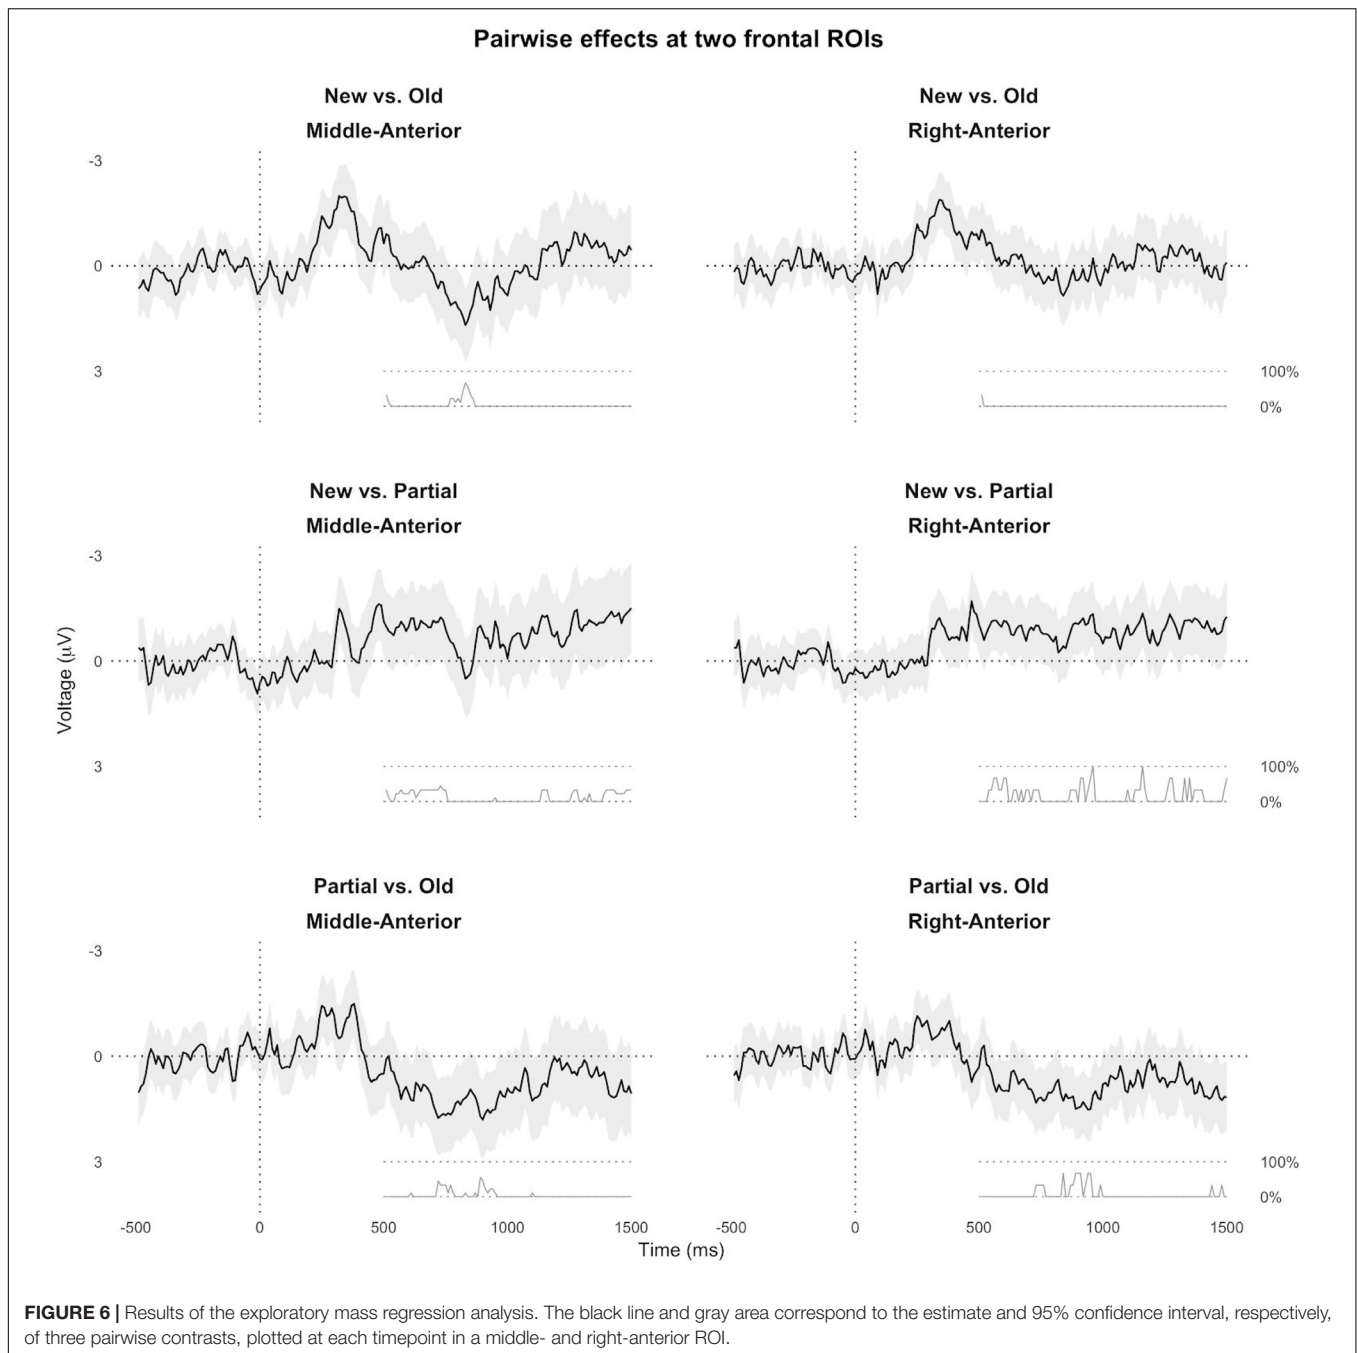 Pairwise effects at two frontal ROIs
New vs. Old
Middle-Anterior
New vs. Old
Right-Anterior
-3
0
3
100%
0%
New vs. Partial
Middle-Anterior
New vs. Partial
Right-Anterior
-3
0
3
100%
0%
Voltage (μV)
Partial vs. Old
Middle-Anterior
Partial vs. Old
Right-Anterior
-3
0
3
100%
0%
-500 0 500 1000 1500
-500 0 500 1000 1500
Time (ms)
FIGURE 6 | Results of the exploratory mass regression analysis. The black line and gray area correspond to the estimate and 95% confidence interval, respectively,
of three pairwise contrasts, plotted at each timepoint in a middle- and right-anterior ROI.